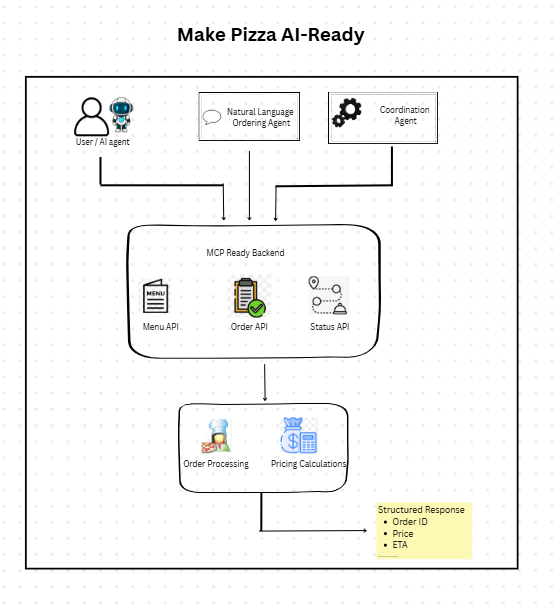 Make Pizza AI-Ready
User / AI agent
Natural Language
Ordering Agent
Coordination
Agent
MCP Ready Backend
MENU
Menu API
Order API
Status API
Order Processing
Pricing Calculations
Structured Response
Order ID
Price
ETA